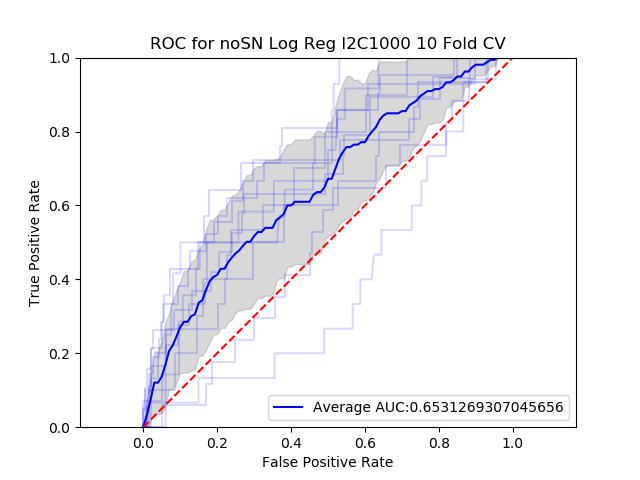 ROC for noSN Log Reg l2C1000 10 Fold CV
True Positive Rate
1.0
0.8
0.6
0.4
0.2
0.0
Average AUC:0.6531269307045656
0.0 0.2 0.4 0.6 0.8 1.0
False Positive Rate